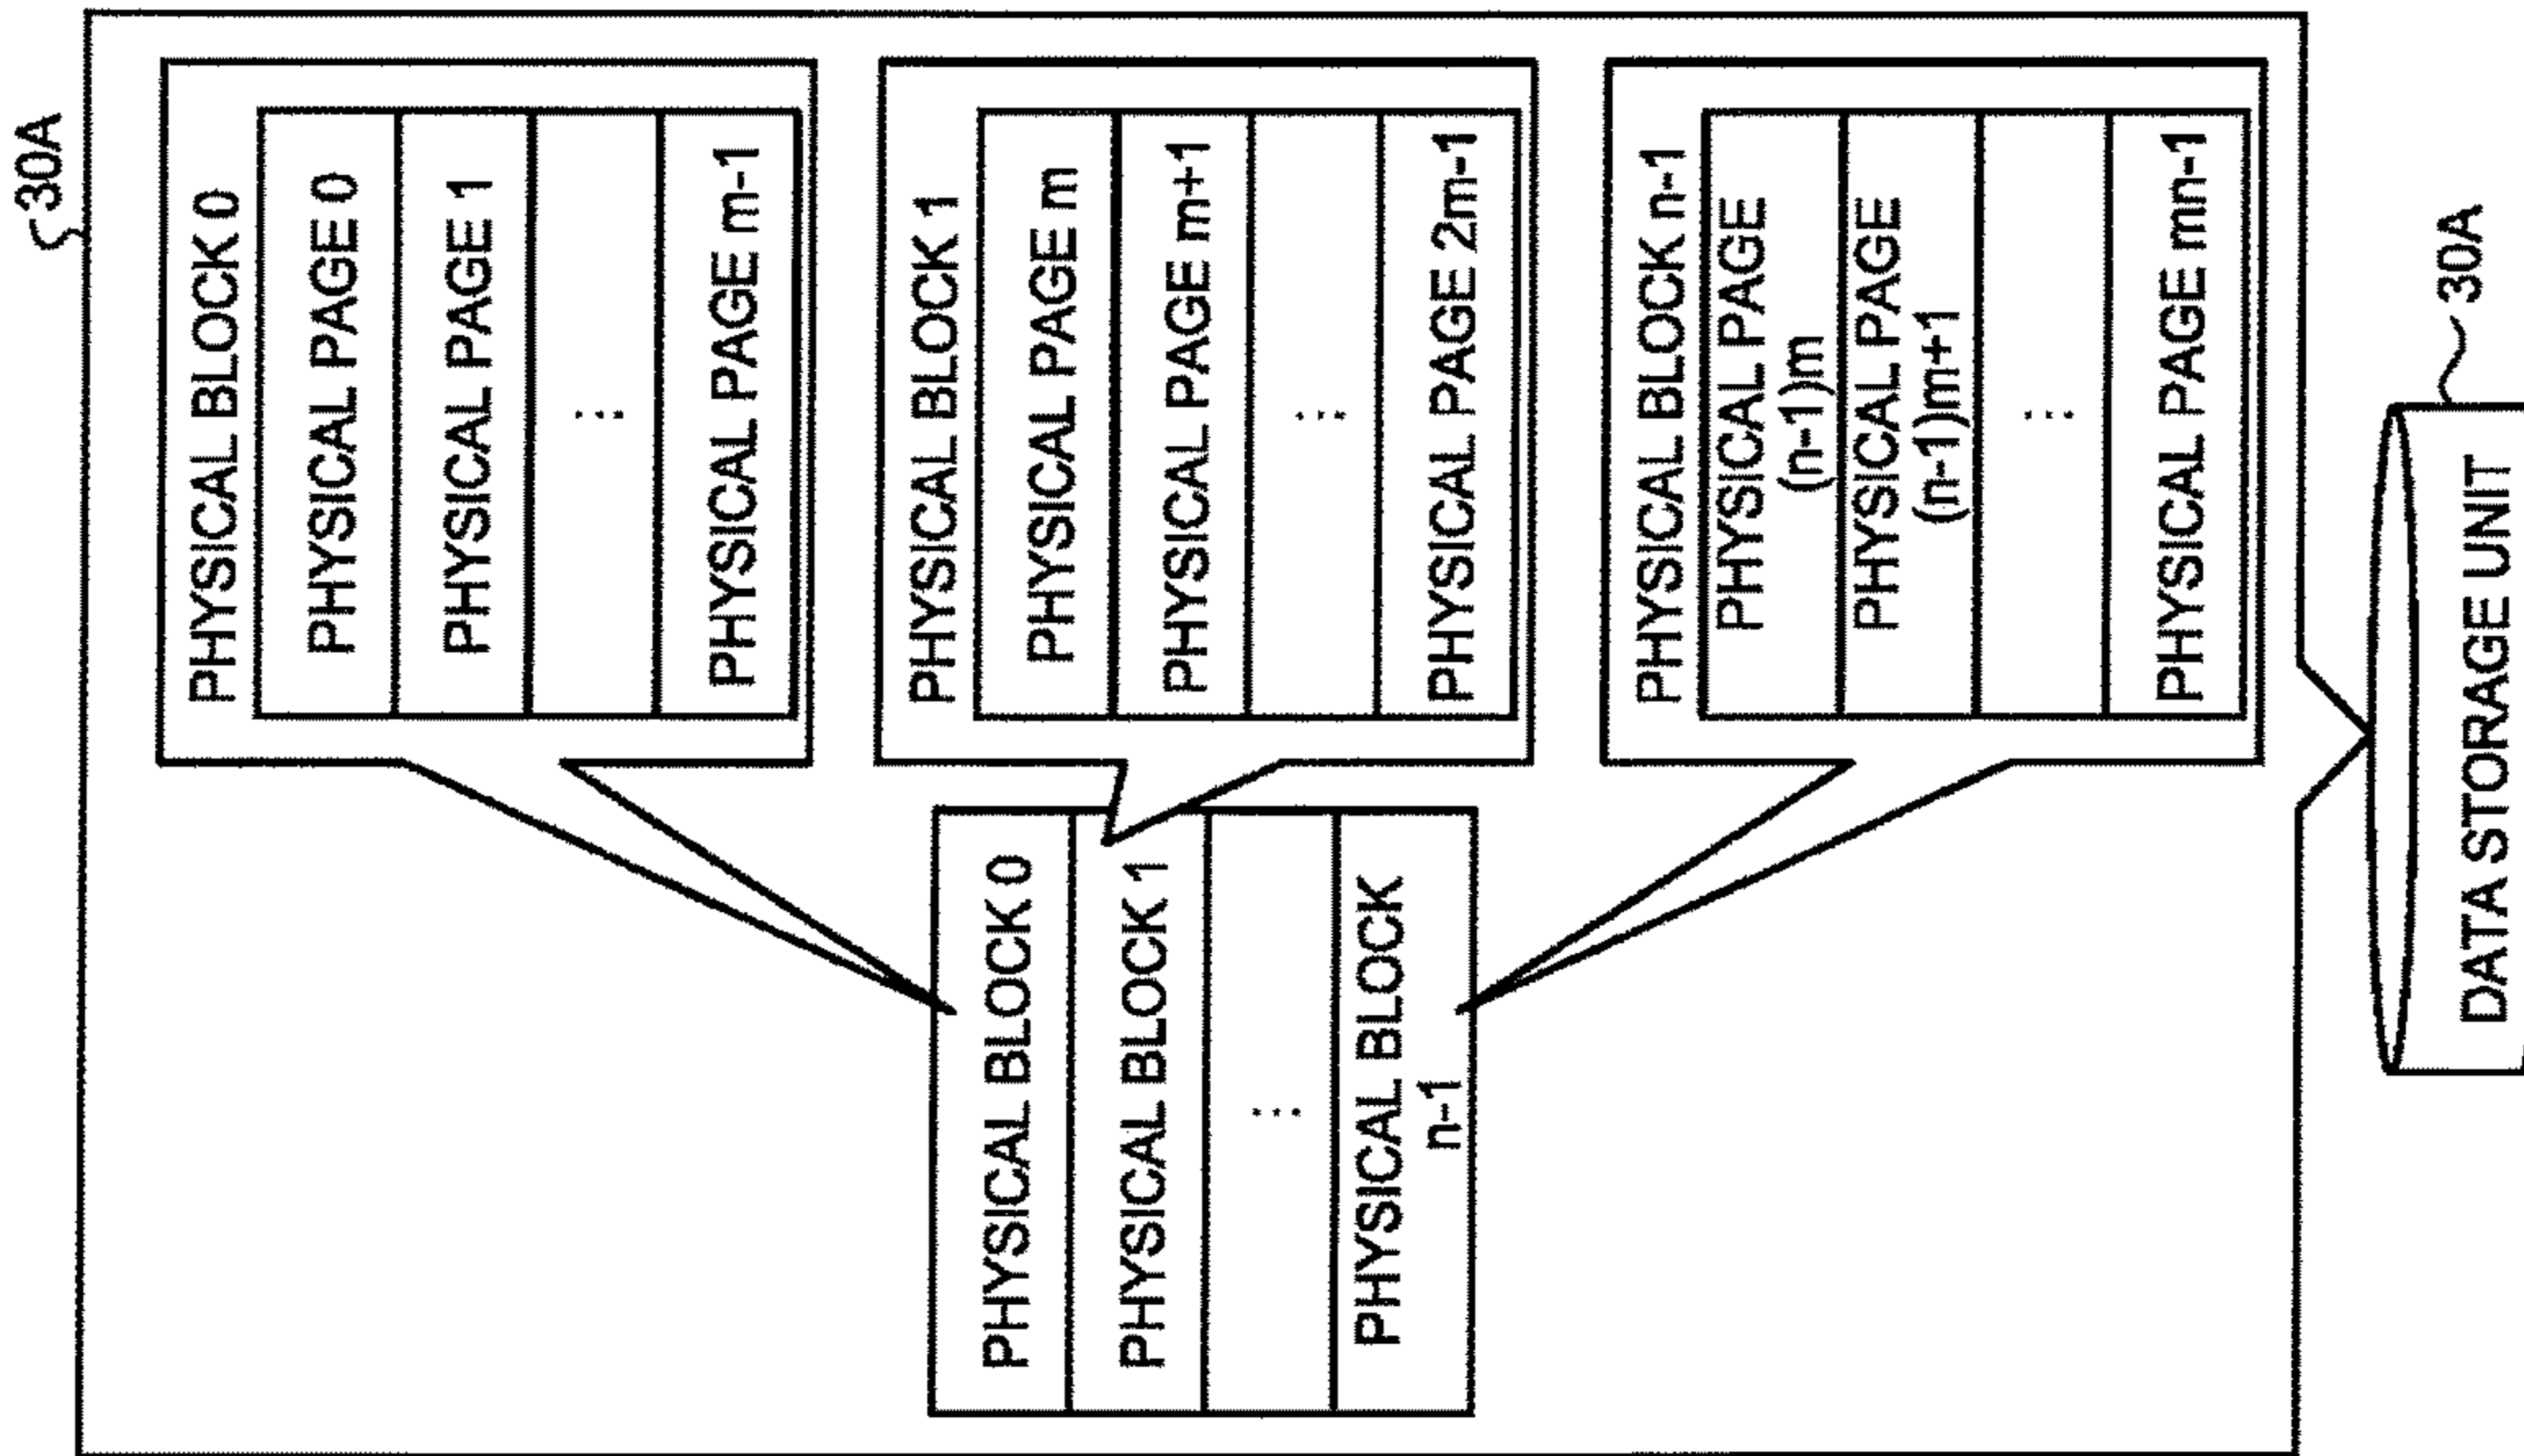 30A
PHYSICAL BLOCK 0
PHYSICAL PAGE 0
PHYSICAL PAGE 1
⋮
PHYSICAL PAGE m-1
PHYSICAL BLOCK 1
PHYSICAL PAGE m
PHYSICAL PAGE m+1
⋮
PHYSICAL PAGE 2m-1
PHYSICAL BLOCK n-1
PHYSICAL PAGE
(n-1)m
PHYSICAL PAGE
(n-1)m+1
⋮
PHYSICAL PAGE mn-1
PHYSICAL BLOCK 0
PHYSICAL BLOCK 1
⋮
PHYSICAL BLOCK
n-1
30A
DATA STORAGE UNIT